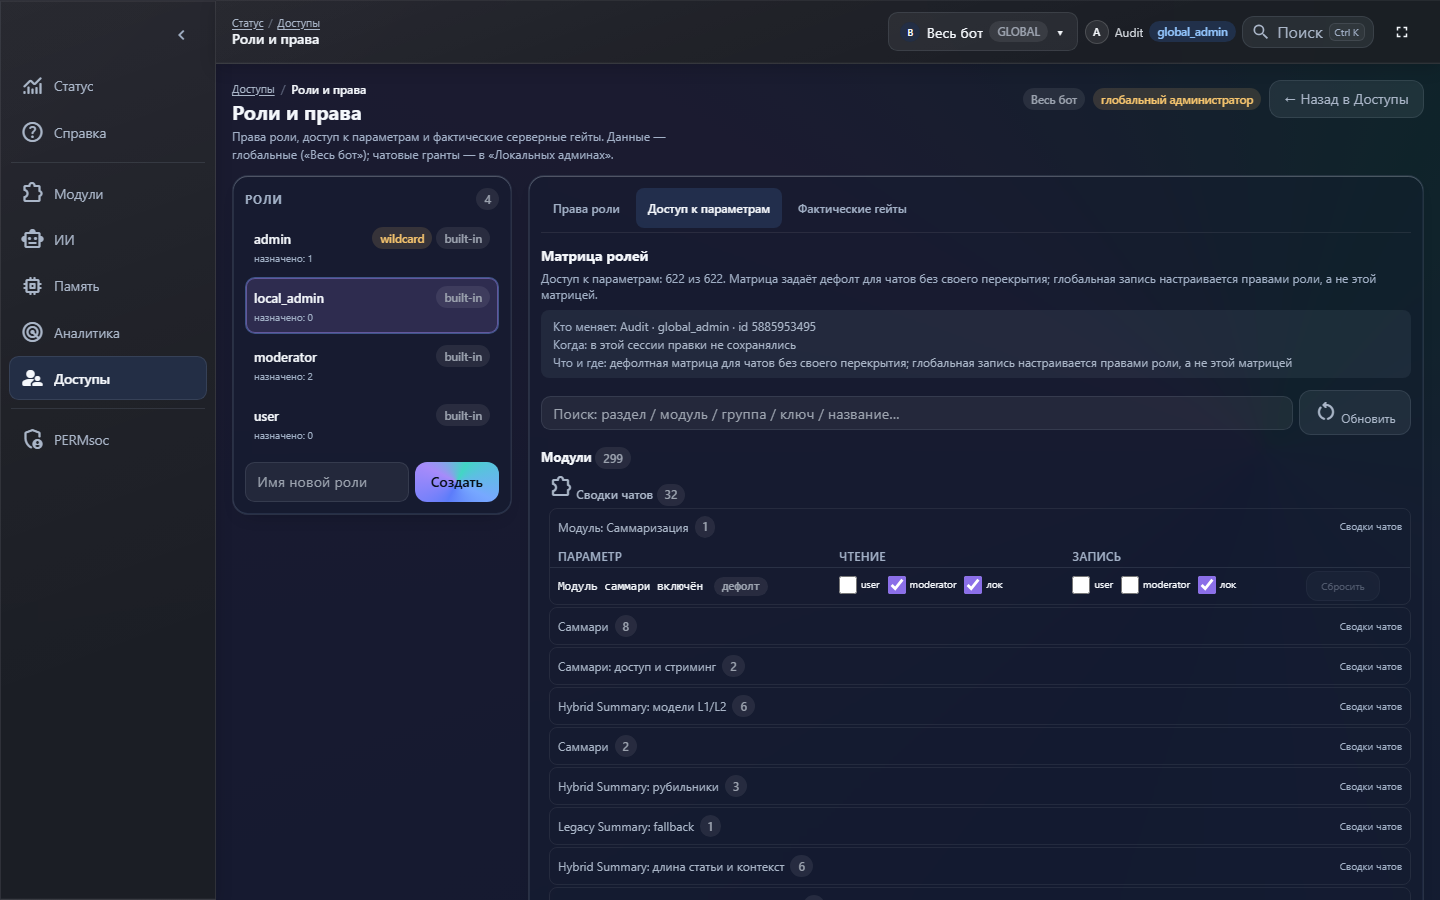 Статус / Доступы
Роли и права
B Весь бот GLOBAL ▾
A Audit global_admin
Поиск Ctrl K
Статус
Справка
Модули
ИИ
Память
Аналитика
Доступы
PERMsoc
Доступы / Роли и права
Роли и права
Права роли, доступ к параметрам и фактические серверные гейты. Данные —
глобальные («Весь бот»); чатовые гранты — в «Локальных админах».
Весь бот глобальный администратор ← Назад в Доступы
РОЛИ 4
admin wildcard built-in
назначено: 1
local_admin built-in
назначено: 0
moderator built-in
назначено: 2
user built-in
назначено: 0
Имя новой роли Создать
Права роли Доступ к параметрам Фактические гейты
Матрица ролей
Доступ к параметрам: 622 из 622. Матрица задаёт дефолт для чатов без своего перекрытия; глобальная запись настраивается правами роли, а не этой
матрицей.
Кто меняет: Audit · global_admin · id 5885953495
Когда: в этой сессии правки не сохранялись
Что и где: дефолтная матрица для чатов без своего перекрытия; глобальная запись настраивается правами роли, а не этой матрицей
Поиск: раздел / модуль / группа / ключ / название... Обновить
Модули 299
Сводки чатов 32
Модуль: Саммаризация 1 Сводки чатов
ПАРАМЕТР ЧТЕНИЕ ЗАПИСЬ
Модуль саммари включён дефолт user moderator лок user moderator лок Сбросить
Саммари 8 Сводки чатов
Саммари: доступ и стриминг 2 Сводки чатов
Hybrid Summary: модели L1/L2 6 Сводки чатов
Саммари 2 Сводки чатов
Hybrid Summary: рубильники 3 Сводки чатов
Legacy Summary: fallback 1 Сводки чатов
Hybrid Summary: длина статьи и контекст 6 Сводки чатов